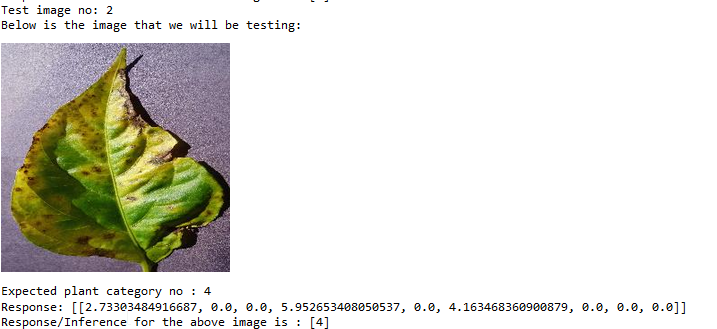 Test image no: 2
Below is the image that we will be testing:
Expected plant category no : 4
Response: [[2.73303484916687, 0.0, 0.0, 5.952653408050537, 0.0, 4.163468360900879, 0.0, 0.0, 0.0]]
Response/Inference for the above image is : [4]